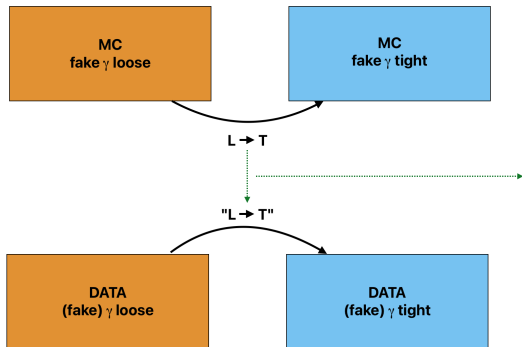 MC
fake γ loose
MC
fake γ tight
L → T
"L → T"
DATA
(fake) γ loose
DATA
(fake) γ tight